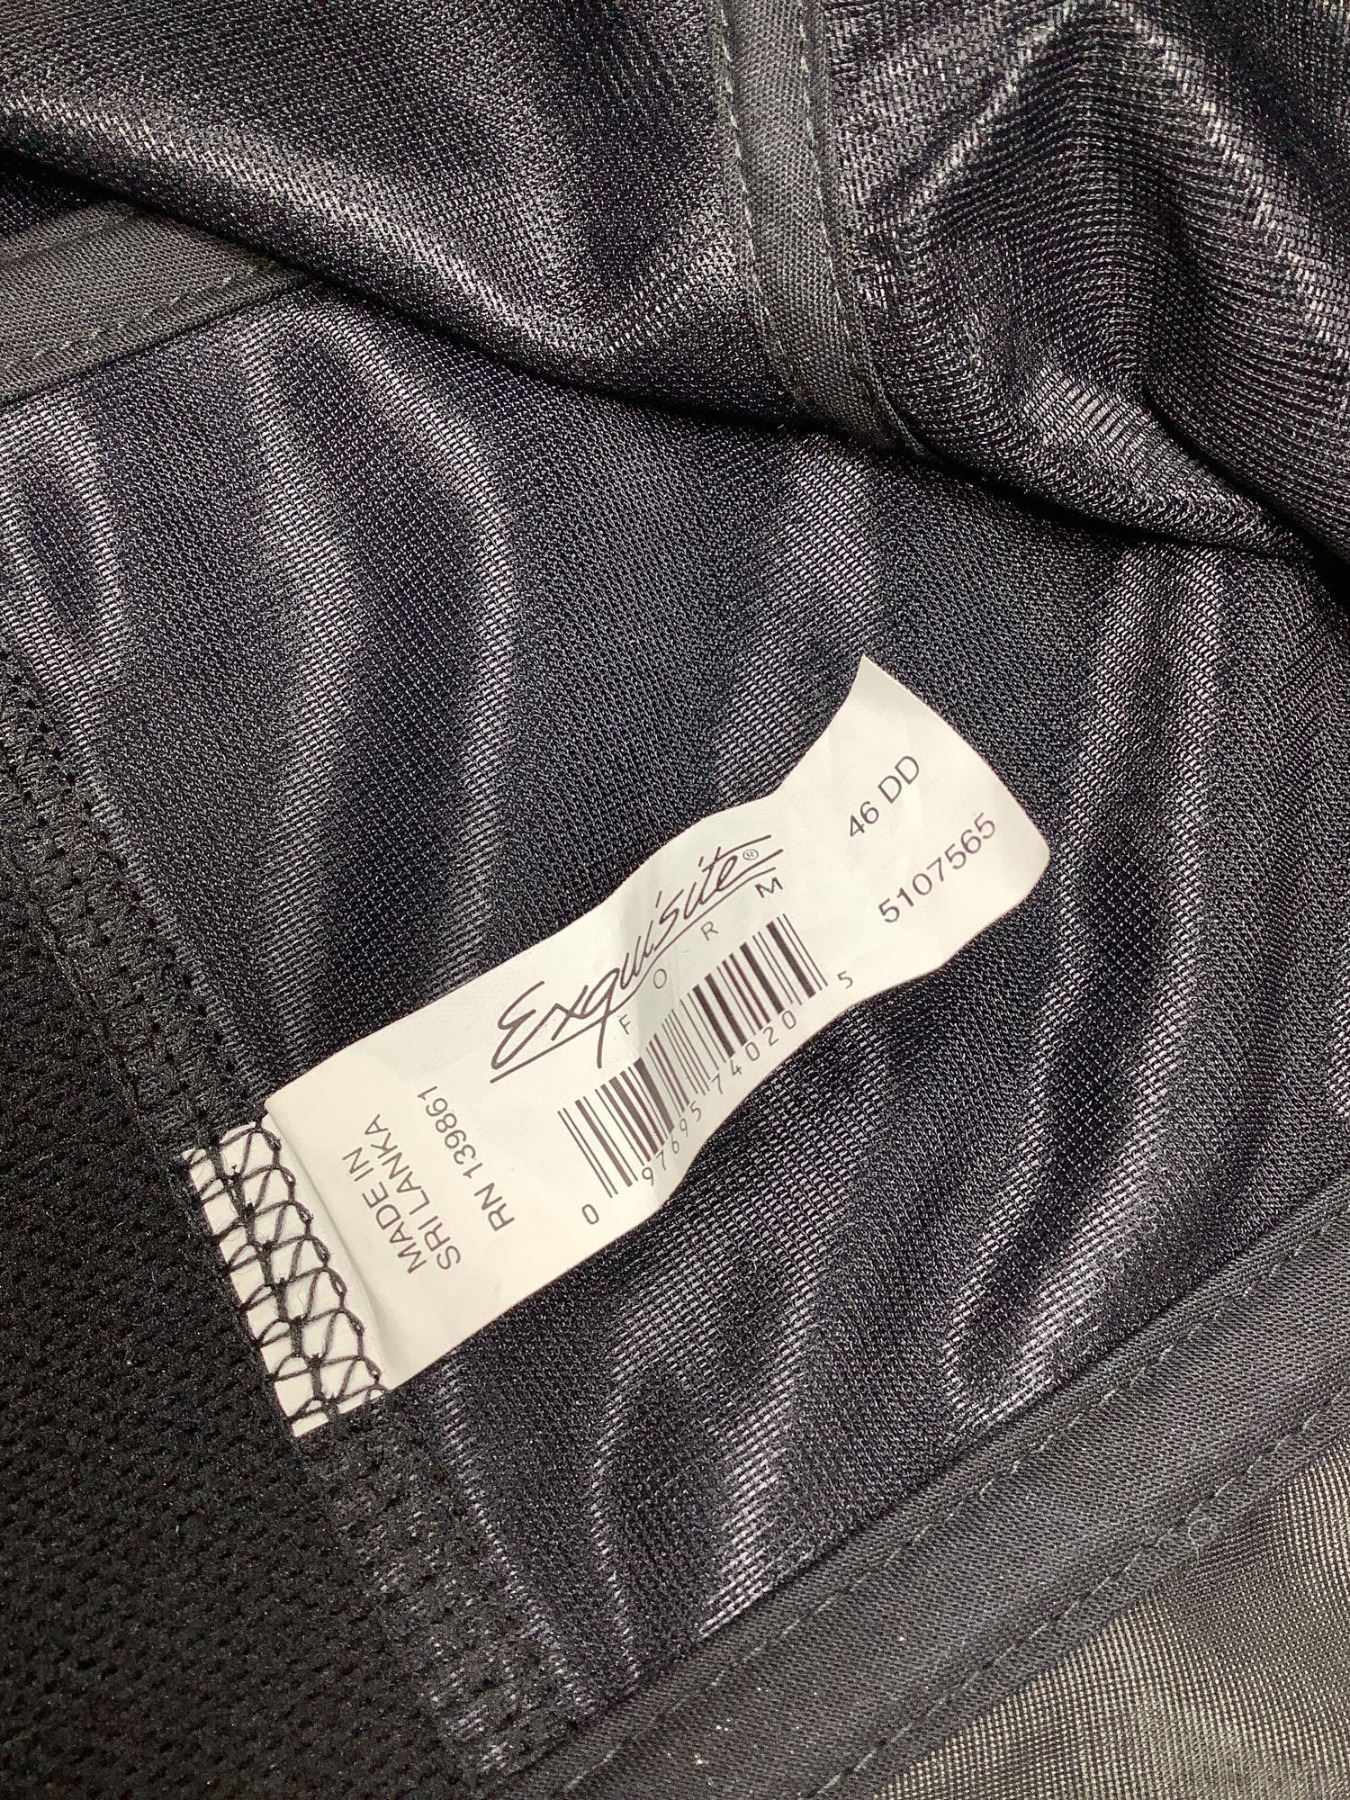 Exquisite®
FORM
46 DD
5107565
0 97695 74020 5
MADE IN
SRI LANKA
RN 139861